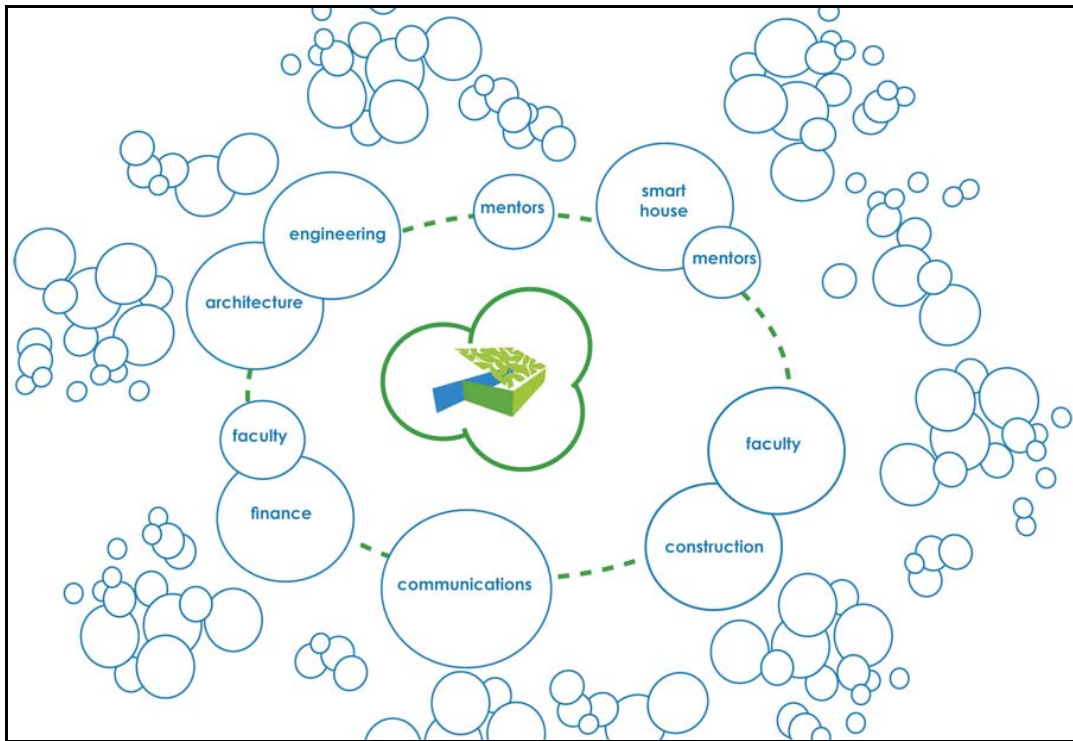 mentors
smart
house
engineering
mentors
architecture
faculty
faculty
finance
construction
communications